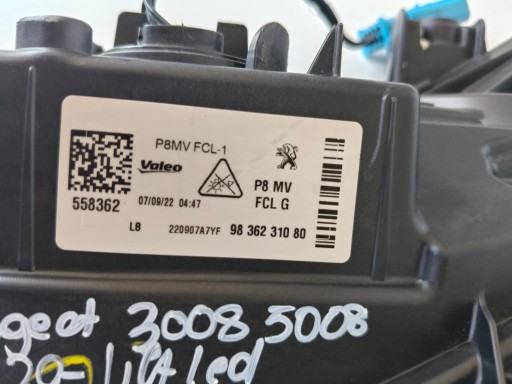 P8MV FCL-1
Valeo
P8 MV
558362
07/09/22 04:47
FCL G
L8
220907A7YF
98 362 310 80
3008 5008
Led